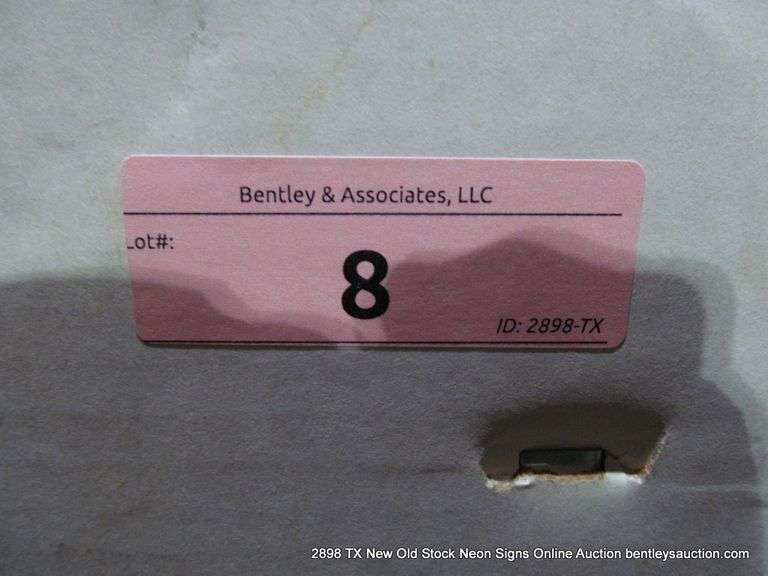 Bentley & Associates, LLC
Lot#:
8
ID: 2898-TX
2898 TX New Old Stock Neon Signs Online Auction bentleysauction.com